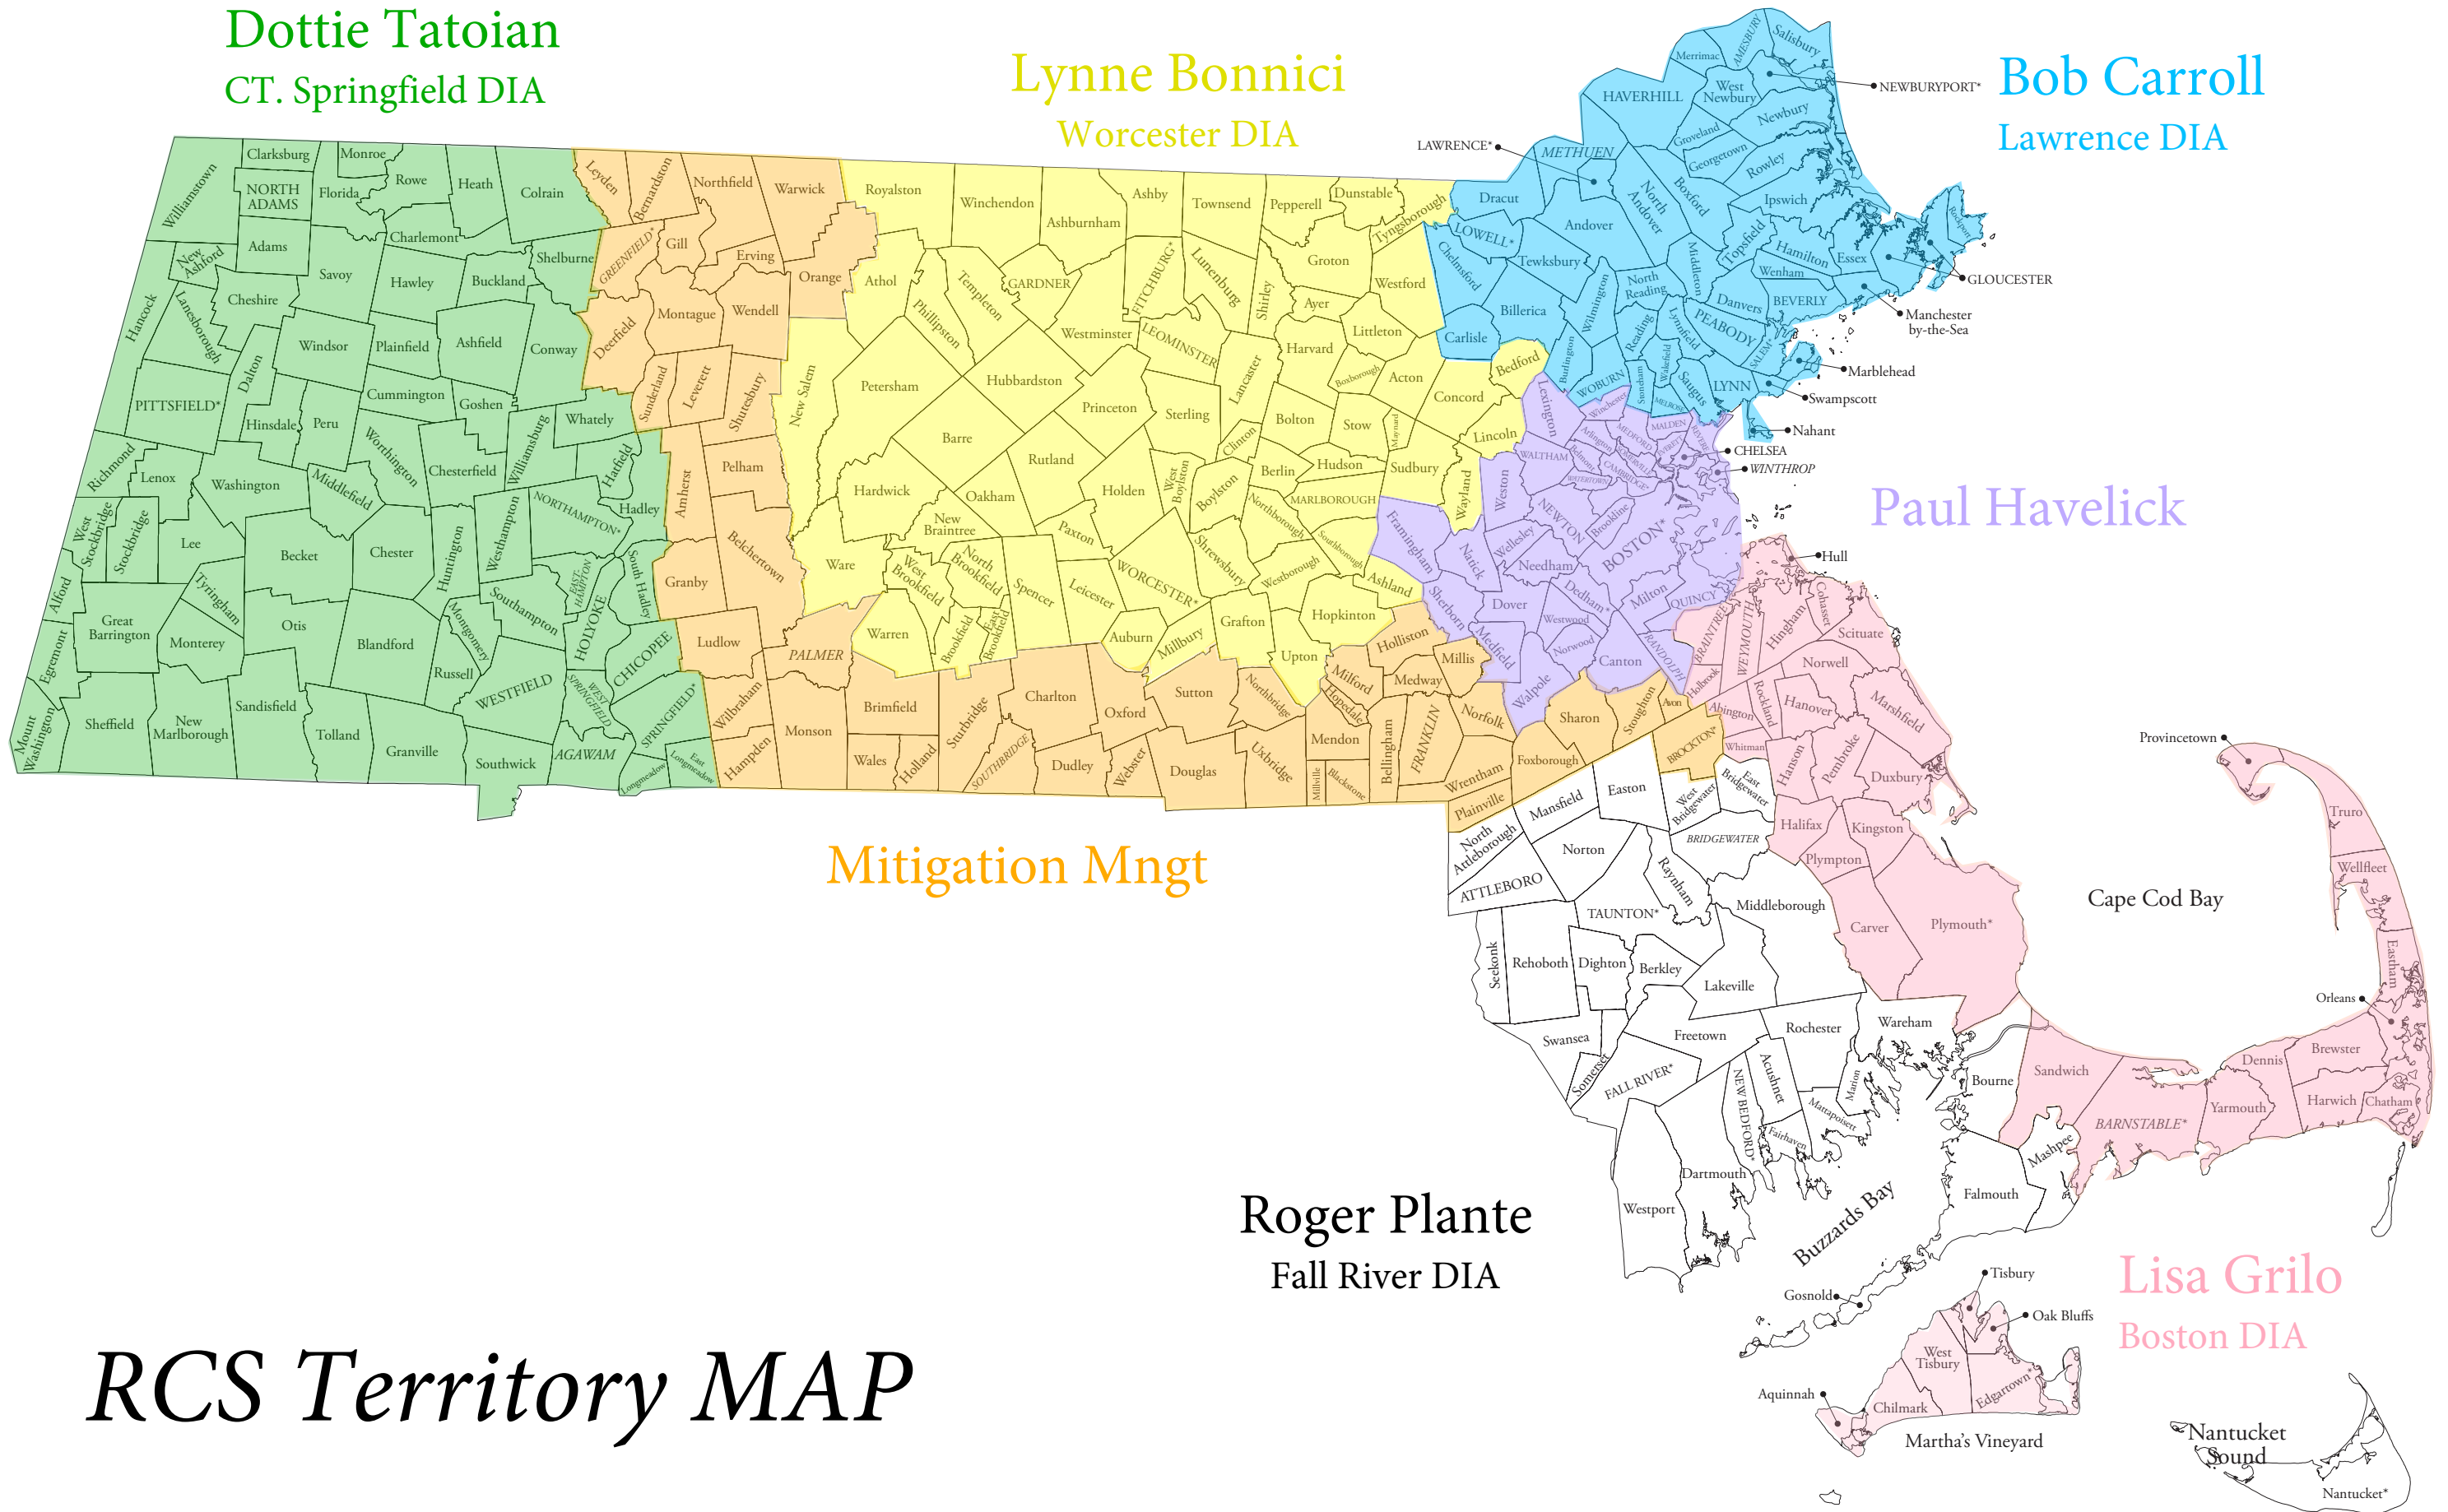 Dottie Tatoian
CT. Springfield DIA
Lynne Bonnici
Worcester DIA
Bob Carroll
Lawrence DIA
Paul Havelick
Mitigation Mngt
Roger Plante
Fall River DIA
Lisa Grilo
Boston DIA
RCS Territory MAP
Williamstown
Clarksburg
NORTH
ADAMS
Monroe
Florida
Rowe
Heath
Colrain
Adams
New
Ashford
Charlemont
Shelburne
Hancock
Lanesborough
Cheshire
Savoy
Hawley
Buckland
Dalton
Windsor
Plainfield
Ashfield
Conway
PITTSFIELD*
Hinsdale
Peru
Cummington
Goshen
Whately
Richmond
Lenox
Washington
Middlefield
Worthington
Chesterfield
Williamsburg
Hatfield
West
Stockbridge
Stockbridge
Lee
Becket
Chester
Huntington
Westhampton
NORTHAMPTON*
Hadley
Alford
Great
Barrington
Tyringham
Monterey
Otis
Blandford
Montgomery
Russell
Southampton
EAST-
HAMPTON
HOLYOKE
South Hadley
CHICOPEE
Egremont
Mount
Washington
Sheffield
New
Marlborough
Sandisfield
Tolland
Granville
WESTFIELD
Southwick
WEST
SPRINGFIELD
AGAWAM
SPRINGFIELD*
Longmeadow
East
Longmeadow
Leyden
Bernardston
Northfield
Warwick
GREENFIELD*
Gill
Erving
Orange
Deerfield
Montague
Wendell
Sunderland
Leverett
Shutesbury
Amherst
Pelham
Belchertown
Granby
Ludlow
PALMER
Wilbraham
Hampden
Monson
Brimfield
Wales
Holland
Sturbridge
SOUTHBRIDGE
Charlton
Dudley
Oxford
Webster
Sutton
Douglas
Northbridge
Uxbridge
Milford
Hopedale
Mendon
Millville
Blackstone
Holliston
Medway
Millis
Bellingham
FRANKLIN
Norfolk
Wrentham
Plainville
Foxborough
Sharon
Stoughton
Avon
BROCKTON*
Royalston
Winchendon
Ashburnham
Ashby
Townsend
Pepperell
Dunstable
Tyngsborough
Athol
Phillipston
Templeton
GARDNER
Westminster
FITCHBURG*
Lunenburg
LEOMINSTER
Shirley
Groton
Ayer
Westford
Littleton
Harvard
Boxborough
Acton
Concord
Bedford
Lincoln
New Salem
Petersham
Hubbardston
Princeton
Sterling
Lancaster
Bolton
Stow
Maynard
Clinton
Barre
Rutland
Holden
West
Boylston
Boylston
Berlin
Hudson
Sudbury
Wayland
MARLBOROUGH
Northborough
Southborough
Hardwick
Oakham
New
Braintree
Paxton
WORCESTER*
Shrewsbury
Westborough
Ashland
Ware
West
Brookfield
North
Brookfield
Spencer
Leicester
Auburn
Millbury
Grafton
Hopkinton
Upton
Warren
Brookfield
East
Brookfield
Merrimac
AMESBURY
Salisbury
HAVERHILL
West
Newbury
NEWBURYPORT*
Newbury
Groveland
Georgetown
Rowley
LAWRENCE*
METHUEN
Dracut
LOWELL*
Andover
North
Andover
Boxford
Ipswich
Topsfield
Hamilton
Essex
Wenham
Rockport
GLOUCESTER
Manchester
by-the-Sea
Chelmsford
Tewksbury
Billerica
Carlisle
Wilmington
North
Reading
Middleton
Danvers
BEVERLY
PEABODY
SALEM*
Marblehead
Swampscott
Nahant
Burlington
Reading
Lynnfield
Wakefield
Stoneham
WOBURN
MELROSE
Saugus
LYNN
Lexington
Winchester
Arlington
MEDFORD
MALDEN
EVERETT
REVERE
CHELSEA
WINTHROP
Belmont
SOMERVILLE
CAMBRIDGE*
WALTHAM
WATERTOWN
Weston
NEWTON
Brookline
BOSTON*
Framingham
Natick
Wellesley
Needham
Dedham*
Milton
QUINCY
Sherborn
Dover
Westwood
Norwood
Canton
RANDOLPH
Medfield
Walpole
Hull
BRAINTREE
WEYMOUTH
Hingham
Cohasset
Scituate
Holbrook
Norwell
Abington
Rockland
Hanover
Marshfield
Whitman
Hanson
Pembroke
Duxbury
Halifax
Kingston
Plympton
Carver
Plymouth*
Mansfield
Easton
West
Bridgewater
East
Bridgewater
BRIDGEWATER
North
Attleborough
ATTLEBORO
Norton
Raynham
TAUNTON*
Middleborough
Seekonk
Rehoboth
Dighton
Berkley
Lakeville
Swansea
Somerset
Freetown
Rochester
Wareham
FALL RIVER*
NEW BEDFORD*
Acushnet
Mattapoisett
Marion
Fairhaven
Dartmouth
Westport
Buzzards Bay
Gosnold
Bourne
Falmouth
Mashpee
Sandwich
BARNSTABLE*
Yarmouth
Dennis
Brewster
Harwich
Chatham
Orleans
Eastham
Wellfleet
Truro
Provincetown
Cape Cod Bay
Tisbury
Oak Bluffs
West
Tisbury
Edgartown*
Chilmark
Aquinnah
Martha's Vineyard
Nantucket
Sound
Nantucket*